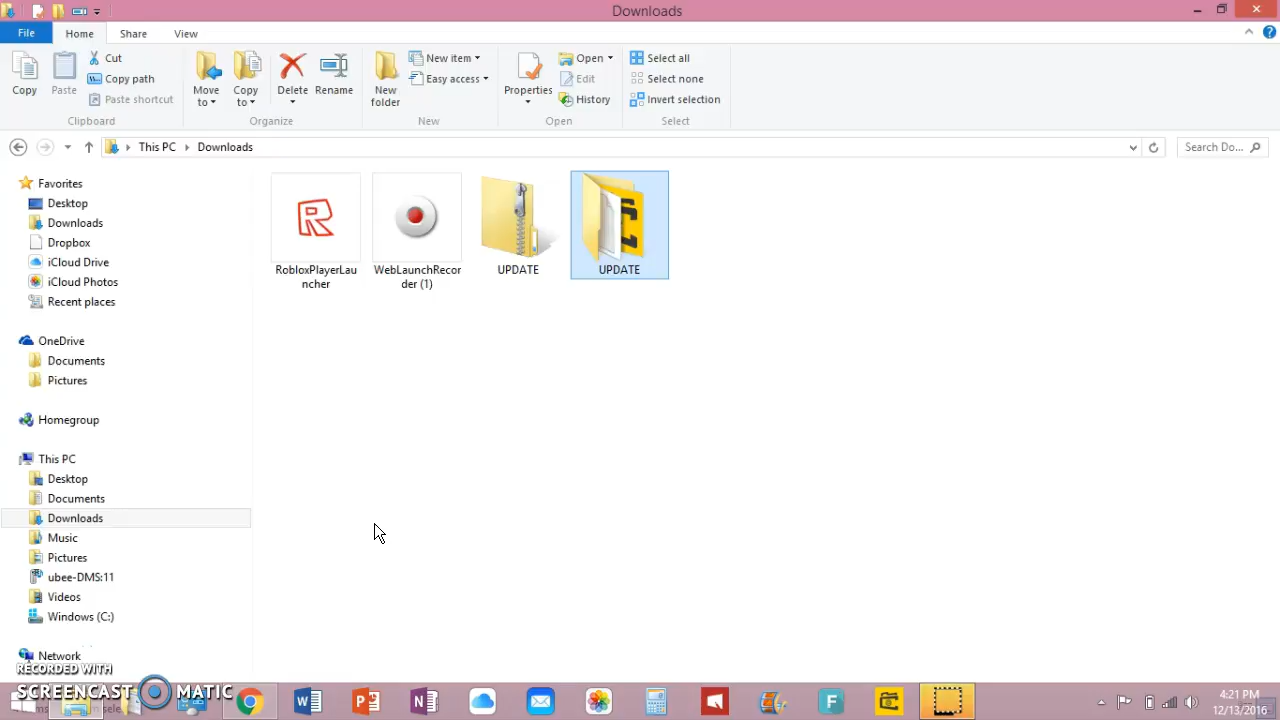 Downloads
File Home Share View
Copy Paste Cut Copy path Paste shortcut Move to Copy to Delete Rename New folder New item Easy access Properties Open Edit History Select all Select none Invert selection
Clipboard Organize New Open Select
This PC Downloads Search Do...
Favorites
Desktop
Downloads
Dropbox
iCloud Drive
iCloud Photos
Recent places
OneDrive
Documents
Pictures
Homegroup
This PC
Desktop
Documents
Downloads
Music
Pictures
ubee-DMS:11
Videos
Windows (C:)
Network
RobloxPlayerLau
ncher
WebLaunchRecor
der (1)
UPDATE
UPDATE
RECORDED WITH
SCREENCAST MATIC
4:21 PM
12/13/2016